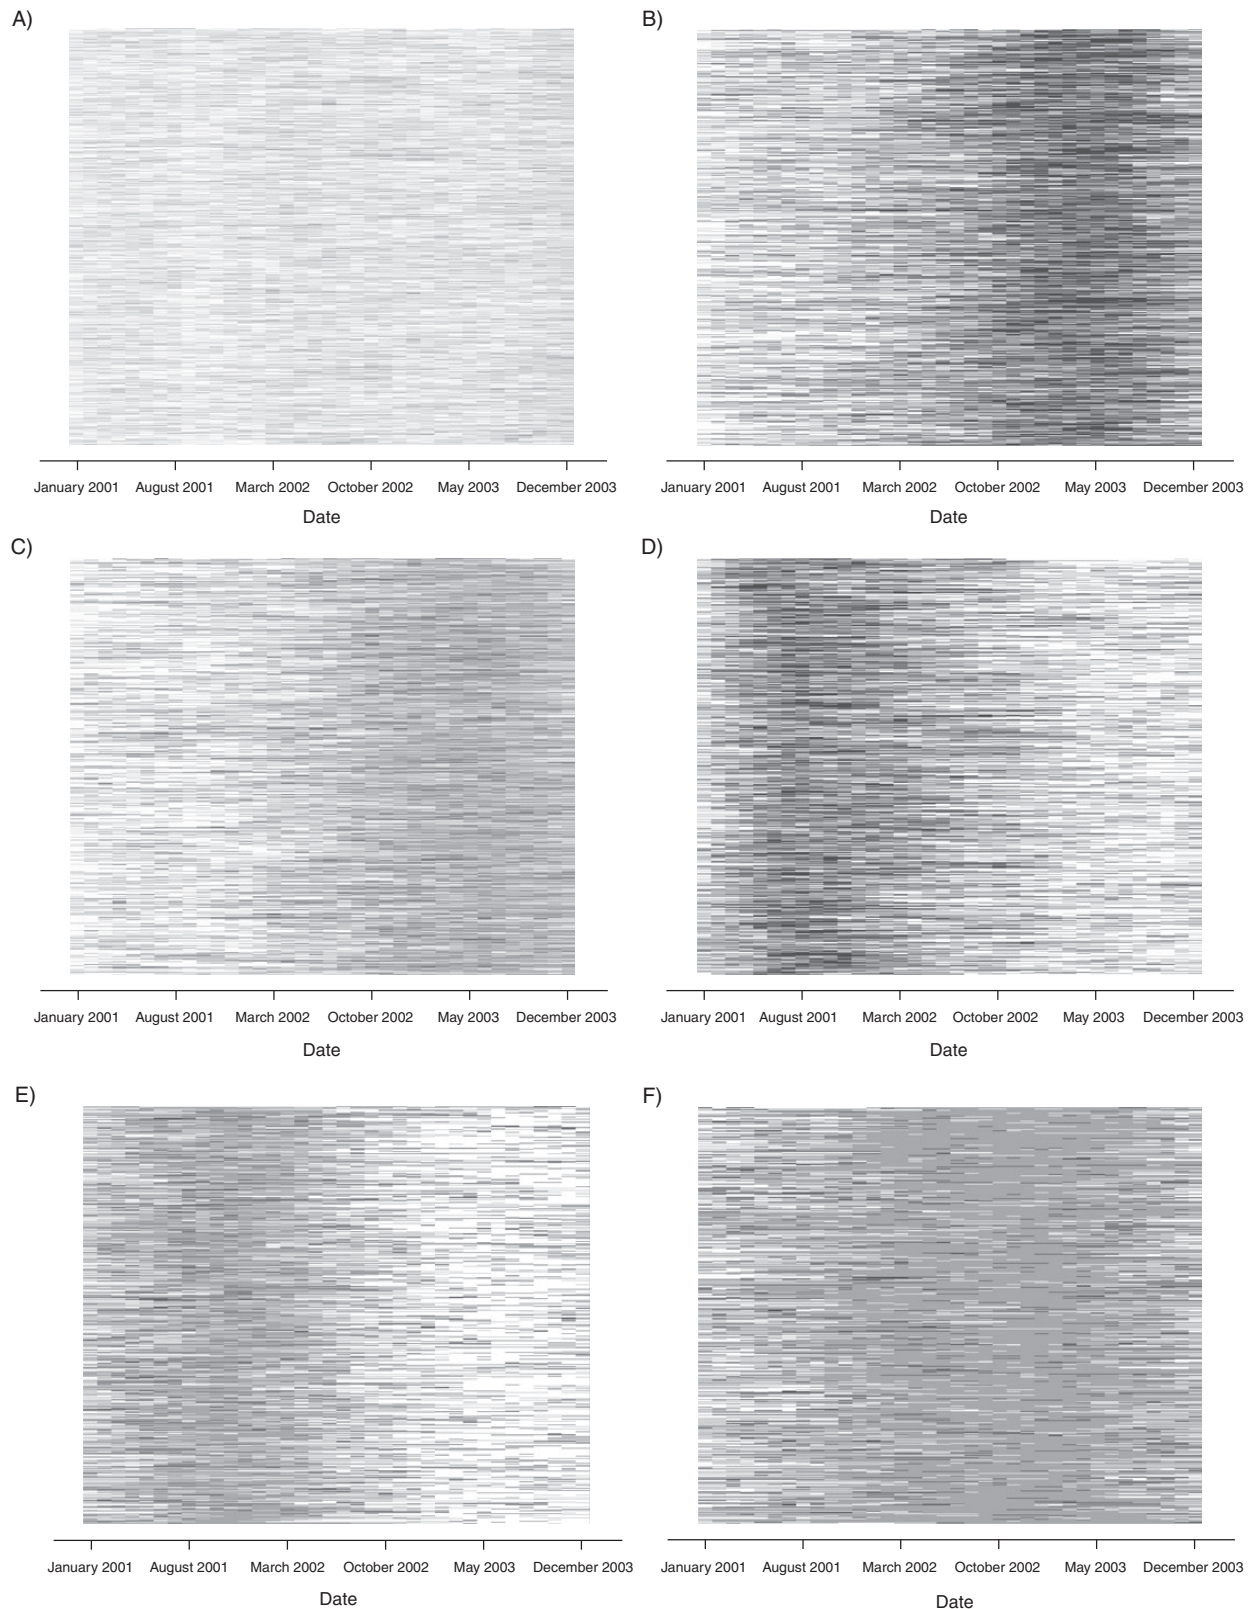 A)
B)
January 2001 August 2001 March 2002 October 2002 May 2003 December 2003
January 2001 August 2001 March 2002 October 2002 May 2003 December 2003
Date
Date
C)
D)
January 2001 August 2001 March 2002 October 2002 May 2003 December 2003
January 2001 August 2001 March 2002 October 2002 May 2003 December 2003
Date
Date
E)
F)
January 2001 August 2001 March 2002 October 2002 May 2003 December 2003
January 2001 August 2001 March 2002 October 2002 May 2003 December 2003
Date
Date